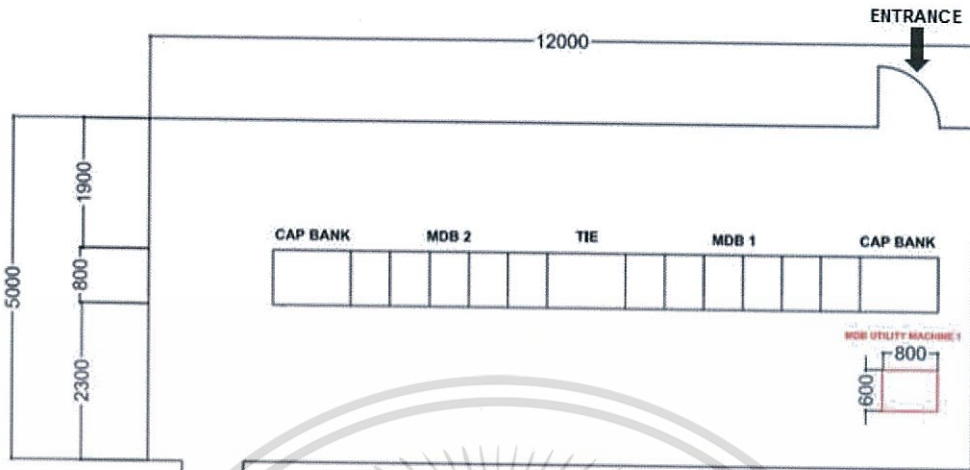 ENTRANCE
12000
1900
800
5000
2300
CAP BANK
MDB 2
TIE
MDB 1
CAP BANK
MDB UTILITY MACHINE 1
800
600